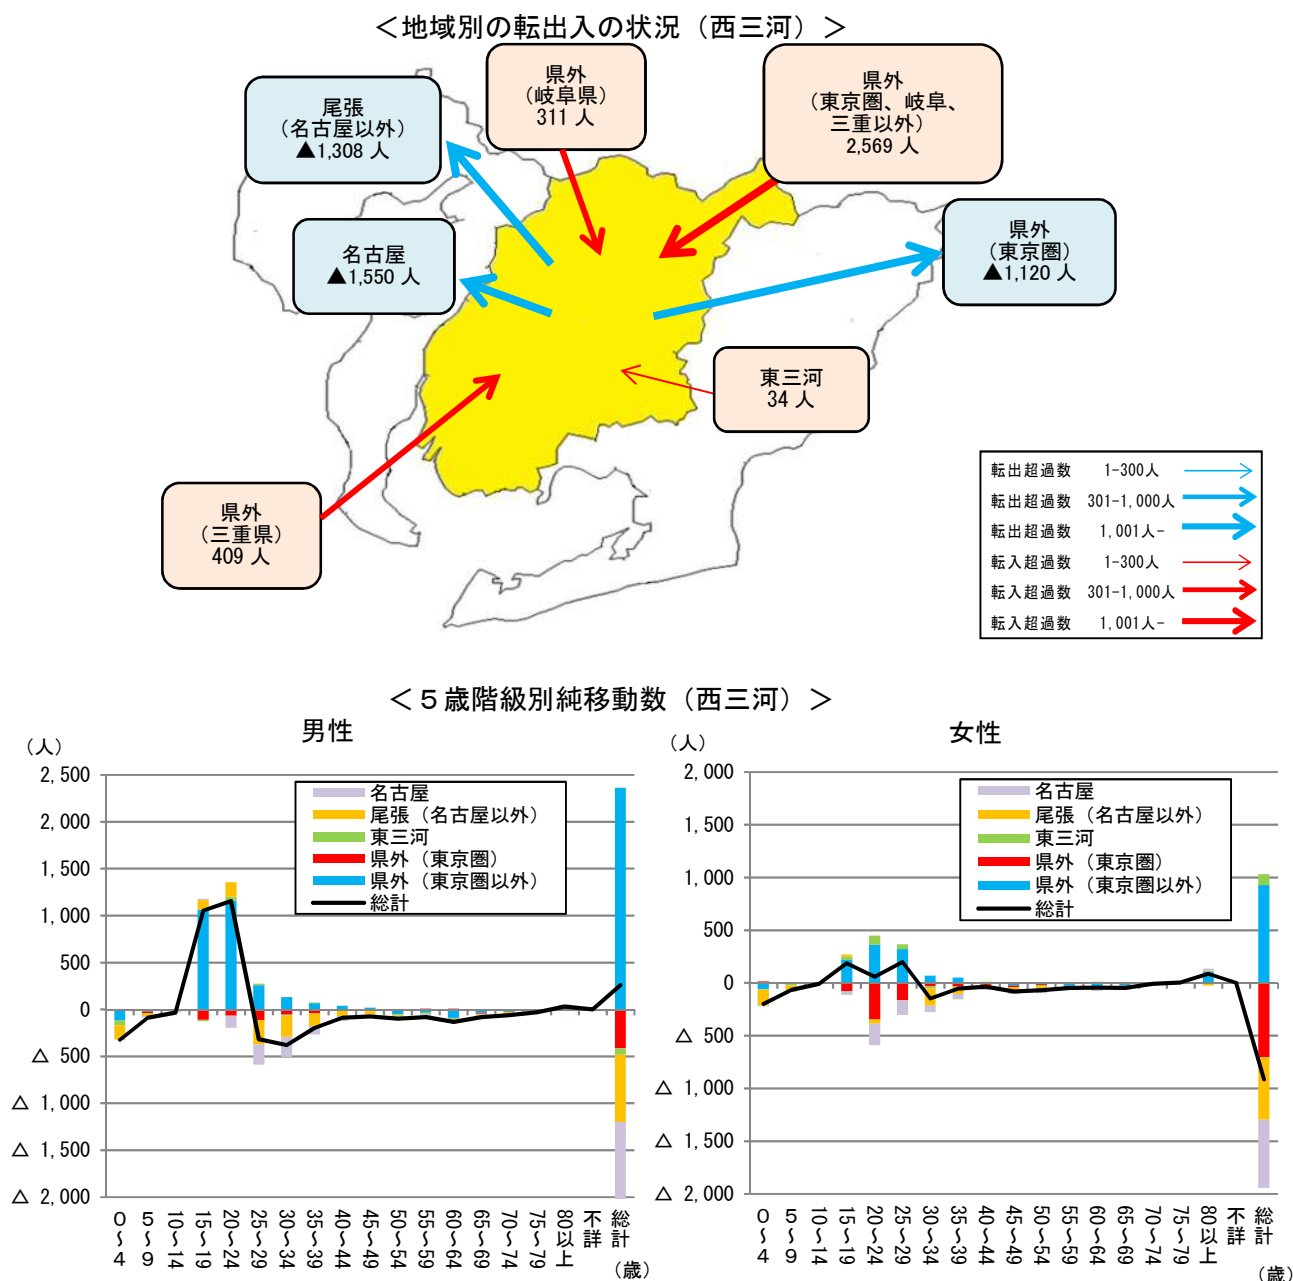 ＜地域別の転出入の状況（西三河）＞
県外
（岐阜県）
311 人
県外
（東京圏、岐阜、
三重以外）
2,569 人
尾張
（名古屋以外）
▲1,308 人
名古屋
▲1,550 人
県外
（東京圏）
▲1,120 人
東三河
34 人
県外
（三重県）
409 人
転出超過数 1-300人
転出超過数 301-1,000人
転出超過数 1,001人-
転入超過数 1-300人
転入超過数 301-1,000人
転入超過数 1,001人-
＜５歳階級別純移動数（西三河）＞
男性
（人）
2,500
2,000
1,500
1,000
500
0
△ 500
△ 1,000
△ 1,500
△ 2,000
名古屋
尾張（名古屋以外）
東三河
県外（東京圏）
県外（東京圏以外）
総計
0～4
5～9
10～14
15～19
20～24
25～29
30～34
35～39
40～44
45～49
50～54
55～59
60～64
65～69
70～74
75～79
80以上
不詳
総計
（歳）
女性
（人）
2,000
1,500
1,000
500
0
△ 500
△ 1,000
△ 1,500
△ 2,000
名古屋
尾張（名古屋以外）
東三河
県外（東京圏）
県外（東京圏以外）
総計
0～4
5～9
10～14
15～19
20～24
25～29
30～34
35～39
40～44
45～49
50～54
55～59
60～64
65～69
70～74
75～79
80以上
不詳
総計
（歳）